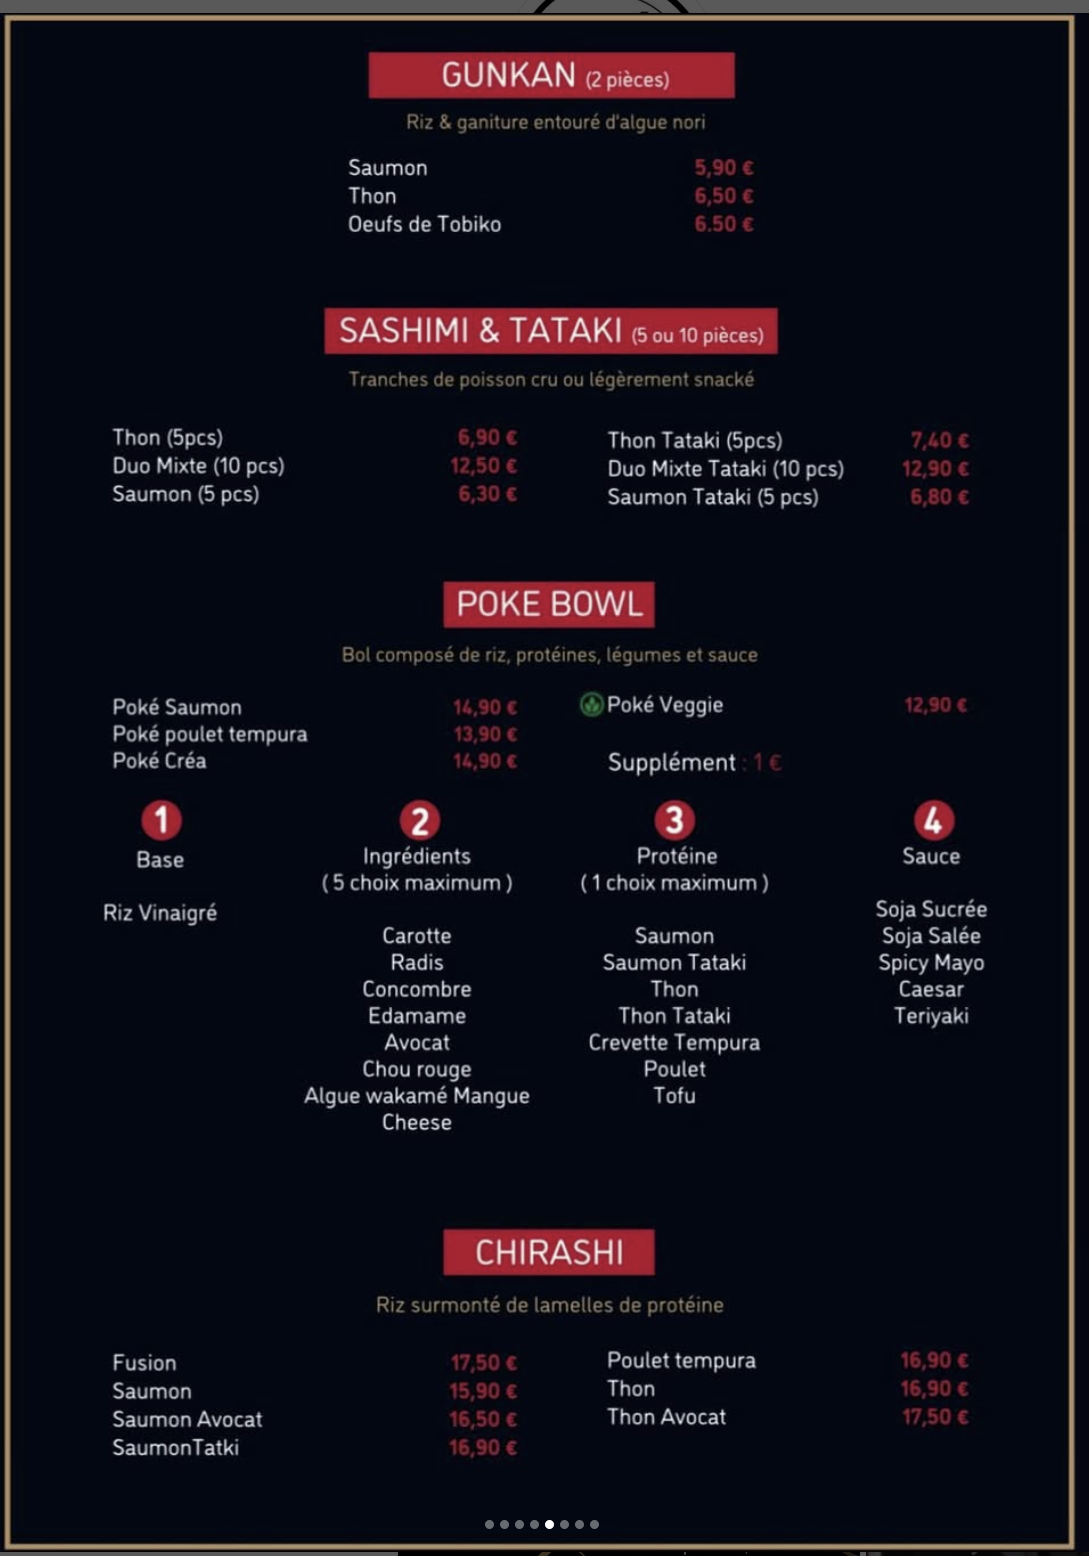 GUNKAN (2 pièces)
Riz & ganiture entouré d'algue nori
Saumon 5,90 €
Thon 6,50 €
Oeufs de Tobiko 6.50 €
SASHIMI & TATAKI (5 ou 10 pièces)
Tranches de poisson cru ou légèrement snacké
Thon (5pcs) 6,90 €
Duo Mixte (10 pcs) 12,50 €
Saumon (5 pcs) 6,30 €
Thon Tataki (5pcs) 7,40 €
Duo Mixte Tataki (10 pcs) 12,90 €
Saumon Tataki (5 pcs) 6,80 €
POKE BOWL
Bol composé de riz, protéines, légumes et sauce
Poké Saumon 14,90 €
Poké poulet tempura 13,90 €
Poké Créa 14,90 €
Poké Veggie 12,90 €
Supplément : 1 €
1
Base
Riz Vinaigré
2
Ingrédients
( 5 choix maximum )
Carotte
Radis
Concombre
Edamame
Avocat
Chou rouge
Algue wakamé Mangue
Cheese
3
Protéine
( 1 choix maximum )
Saumon
Saumon Tataki
Thon
Thon Tataki
Crevette Tempura
Poulet
Tofu
4
Sauce
Soja Sucrée
Soja Salée
Spicy Mayo
Caesar
Teriyaki
CHIRASHI
Riz surmonté de lamelles de protéine
Fusion 17,50 €
Saumon 15,90 €
Saumon Avocat 16,50 €
SaumonTatki 16,90 €
Poulet tempura 16,90 €
Thon 16,90 €
Thon Avocat 17,50 €